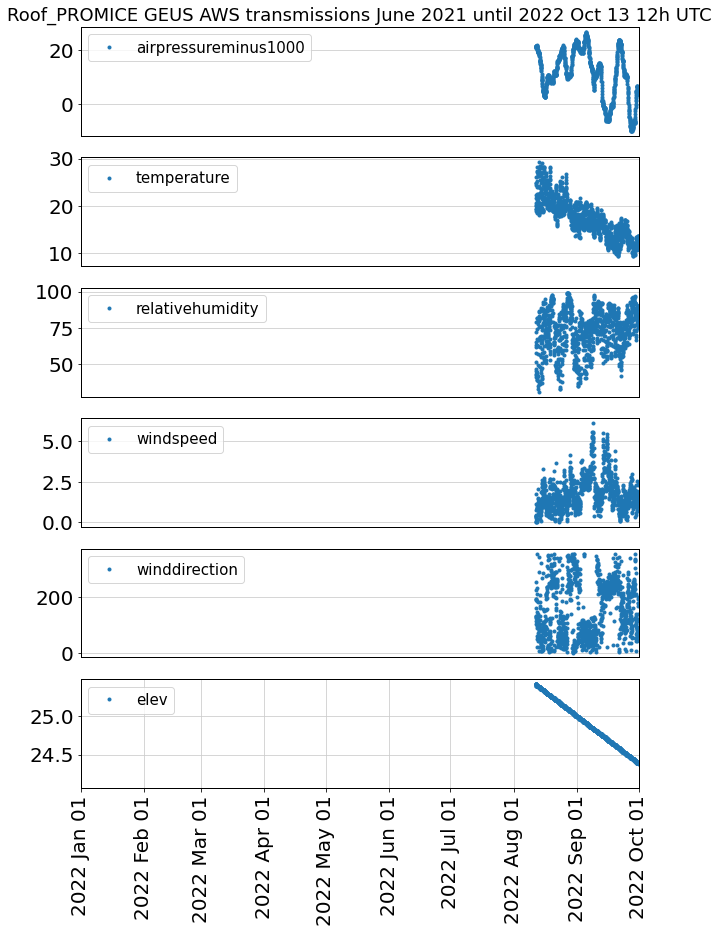 Roof_PROMICE GEUS AWS transmissions June 2021 until 2022 Oct 13 12h UTC
airpressureminus1000
20
0
temperature
30
20
10
relativehumidity
100
75
50
windspeed
5.0
2.5
0.0
winddirection
200
0
elev
25.0
24.5
2022 Jan 01
2022 Feb 01
2022 Mar 01
2022 Apr 01
2022 May 01
2022 Jun 01
2022 Jul 01
2022 Aug 01
2022 Sep 01
2022 Oct 01